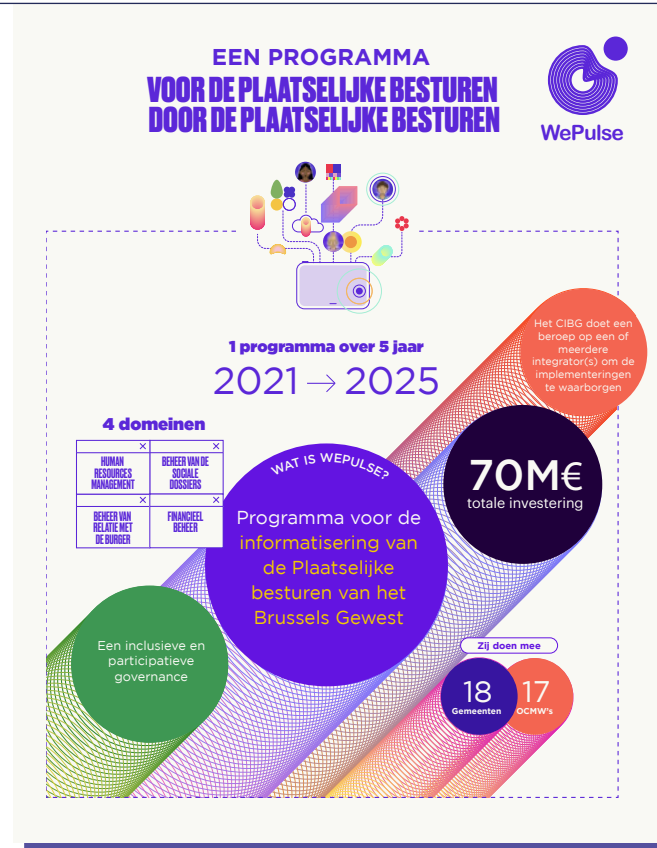 EEN PROGRAMMA
VOOR DE PLAATSELIJKE BESTUREN
DOOR DE PLAATSELIJKE BESTUREN
WePulse
1 programma over 5 jaar
2021 → 2025
Het CIBG doet een
beroep op een of
meerdere
integrator(s) om de
implementeringen
te waarborgen
4 domeinen
HUMAN
RESOURCES
MANAGEMENT
BEHEER VAN DE
SOCIALE
DOSSIERS
BEHEER VAN
RELATIE MET
DE BURGER
FINANCIEEL
BEHEER
WAT IS WEPULSE?
Programma voor de
informatisering van
de Plaatselijke
besturen van het
Brussels Gewest
70M€
totale investering
Een inclusieve en
participatieve
governance
Zij doen mee
18
Gemeenten
17
OCMW's